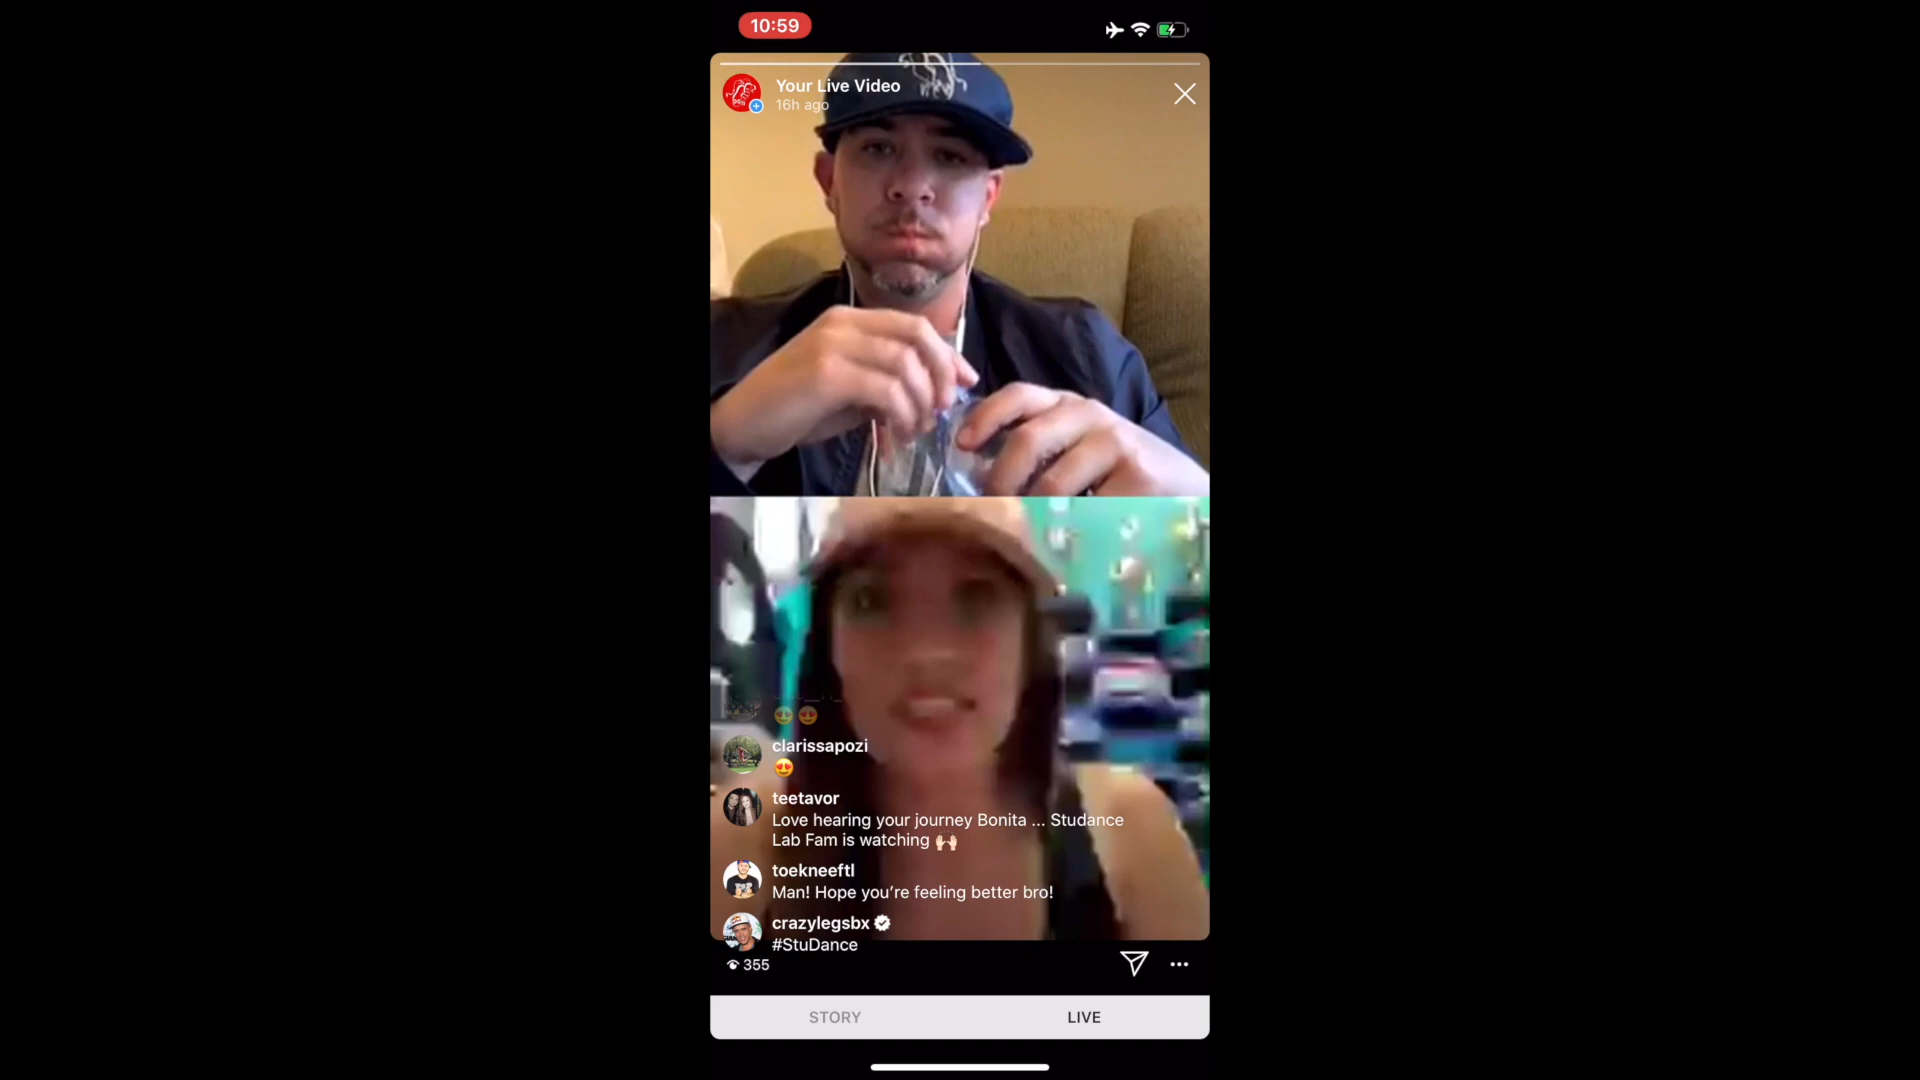 10:59
Your Live Video
16h ago
clarissapozi
😍
teetavor
Love hearing your journey Bonita ... Studance
Lab Fam is watching 🙌🏻
toekneeftl
Man! Hope you’re feeling better bro!
crazylegsbx
#StuDance
355
STORY
LIVE